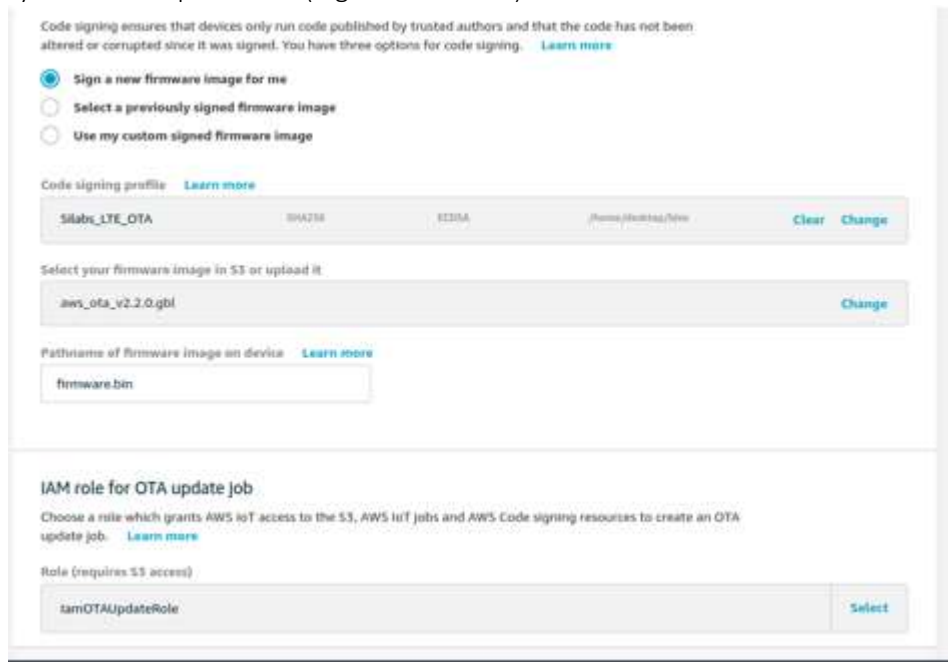 Code signing ensures that devices only run code published by trusted authors and that the code has not been
altered or corrupted since it was signed. You have three options for code signing. Learn more
Sign a new firmware image for me
Select a previously signed firmware image
Use my custom signed firmware image
Code signing profile Learn more
Silabs_LTE_OTA SHA256 ECDSA Clear Change
Select your firmware image in S3 or upload it
aws_ota_v2.2.0.gbl Change
Pathname of firmware image on device Learn more
firmware.bin
IAM role for OTA update job
Choose a role which grants AWS IoT access to the S3, AWS IoT jobs and AWS Code signing resources to create an OTA
update job. Learn more
Role (requires S3 access)
tamOTAUpdateRole Select